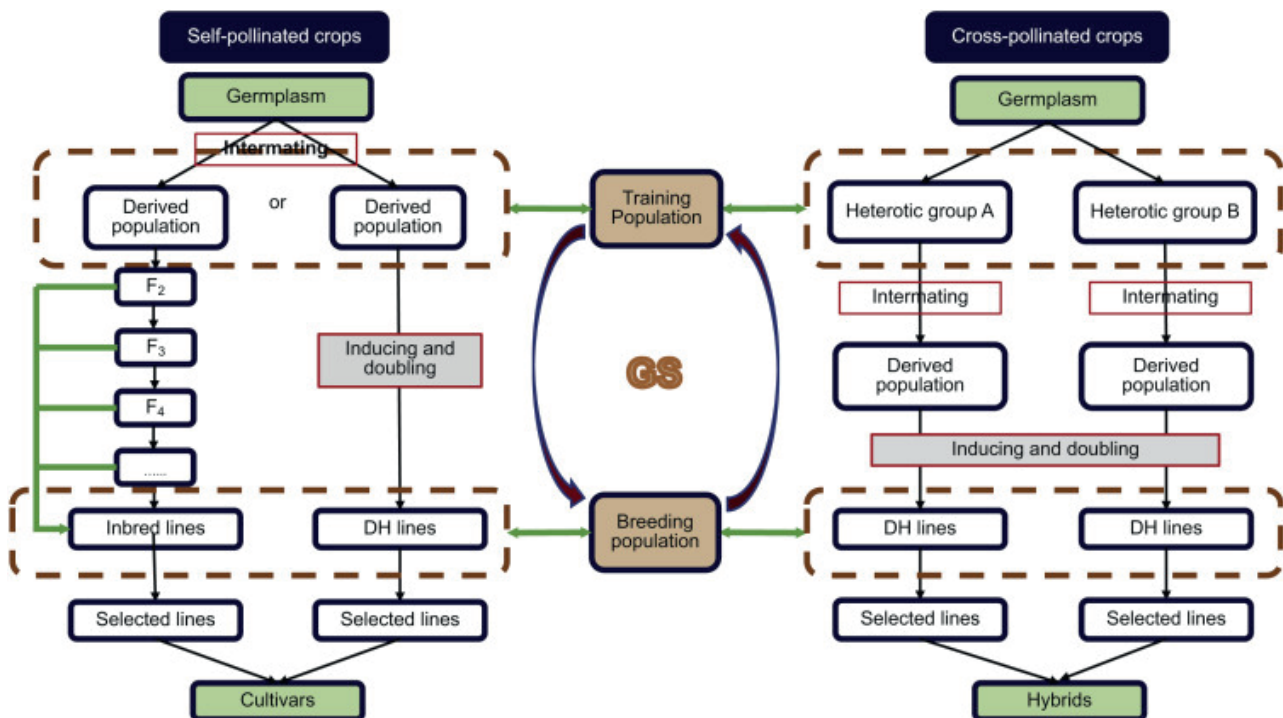 Self-pollinated crops
Cross-pollinated crops
Germplasm
Germplasm
Intermating
Derived
population
or
Derived
population
Training
Population
Heterotic group A
Heterotic group B
F₂
F₃
F₄
......
Inducing and
doubling
GS
Intermating
Intermating
Derived
population
Derived
population
Inducing and doubling
Inbred lines
DH lines
Breeding
population
DH lines
DH lines
Selected lines
Selected lines
Selected lines
Selected lines
Cultivars
Hybrids